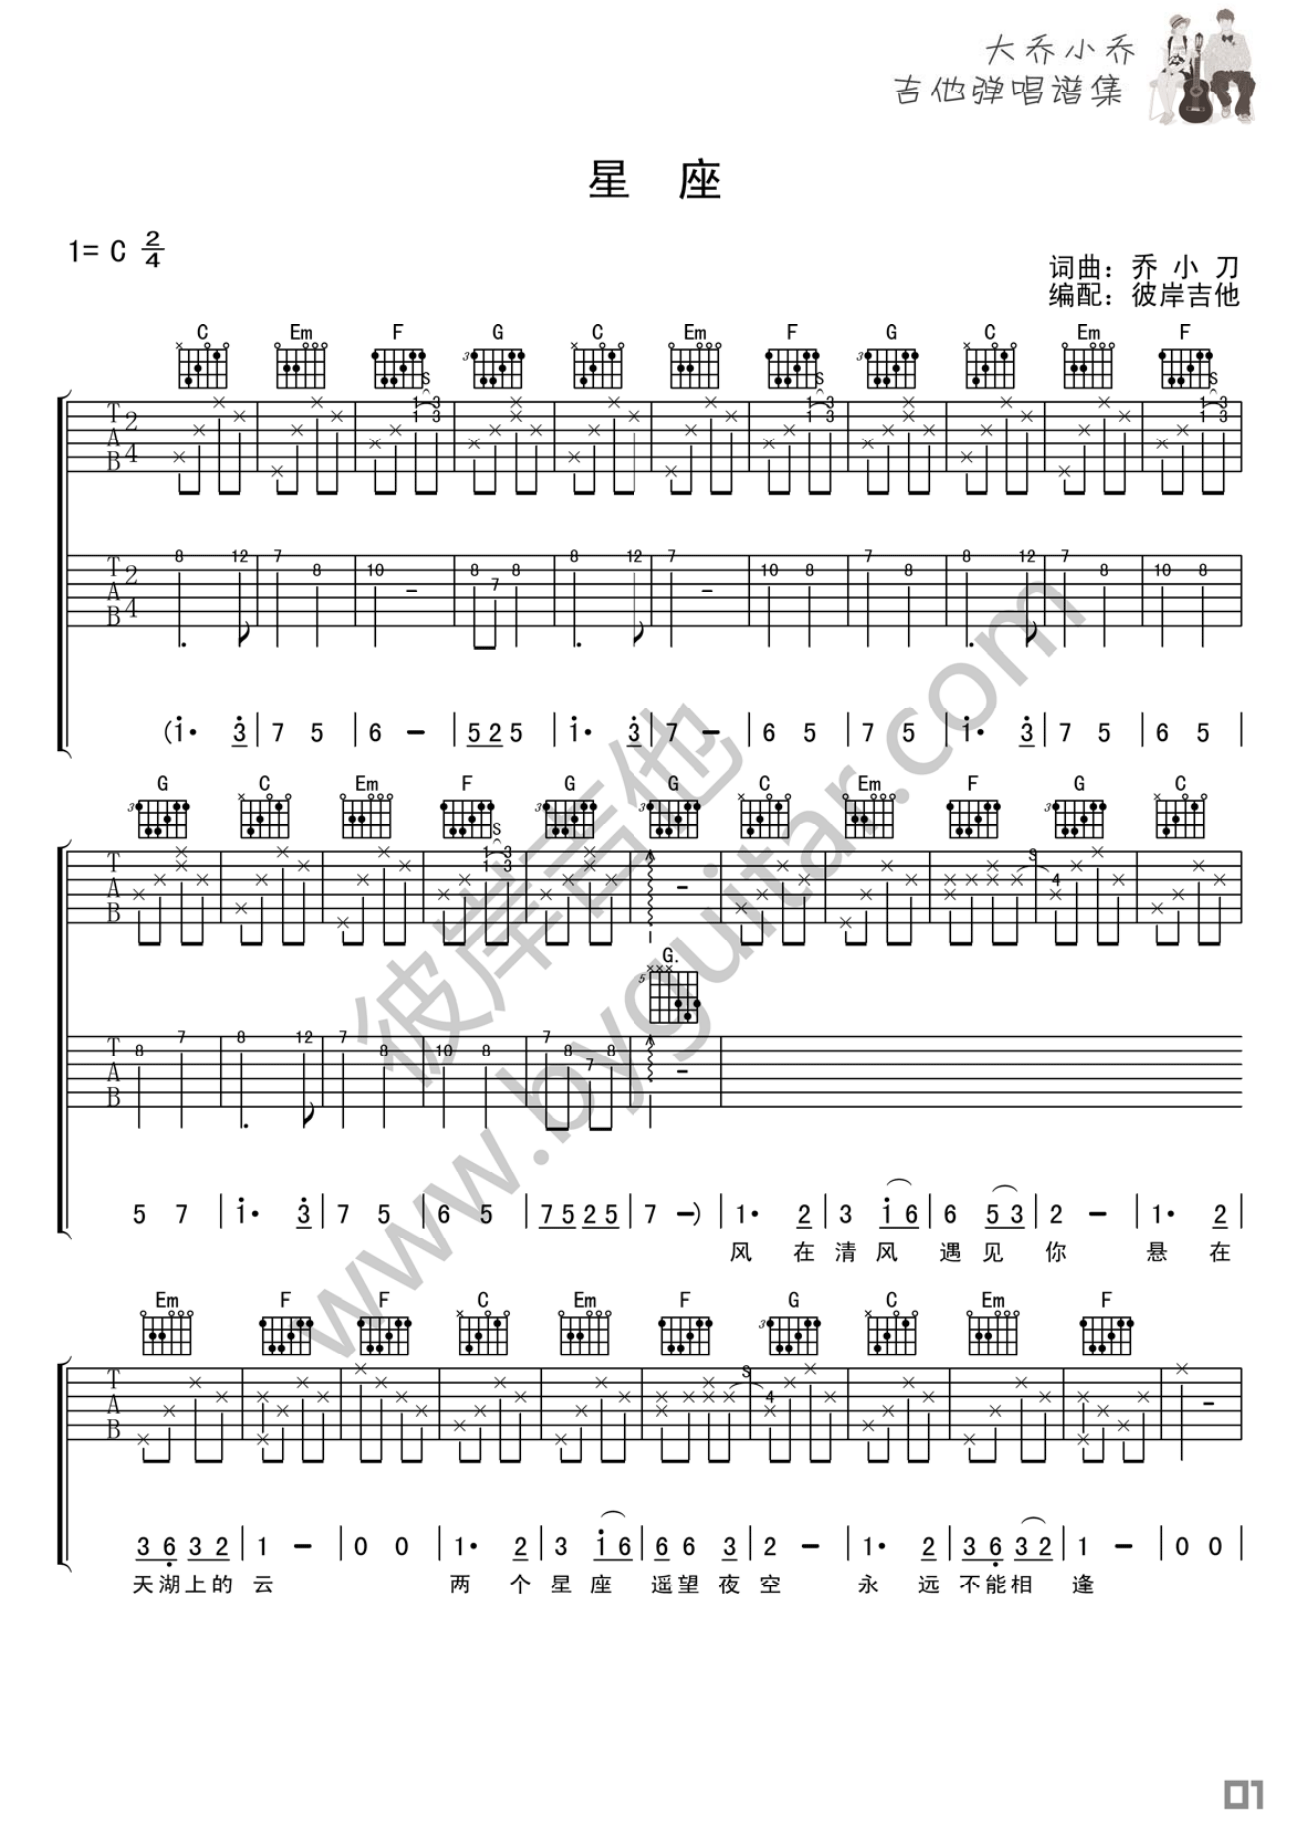 大乔小乔
吉他弹唱谱集
星 座
1= C 2/4
词曲：乔 小 刀
编配：彼岸吉他
C Em F G C Em F G C Em F
(i· 3 | 7 5 | 6 - | 5 2 5 | i· 3 | 7 - | 6 5 | 7 5 | i· 3 | 7 5 | 6 5 |
G C Em F G G C Em F G C
G.
5 7 | i· 3 | 7 5 | 6 5 | 7 5 2 5 | 7 -) | 1· 2 | 3 i 6 | 6 5 3 | 2 - | 1· 2 |
风 在 清 风 遇 见 你 悬 在
Em F F C Em F G C Em F
3 6 3 2 | 1 - | 0 0 | 1· 2 | 3 i 6 | 6 6 3 | 2 - | 1· 2 | 3 6 3 2 | 1 - | 0 0 |
天 湖 上 的 云 两 个 星 座 遥 望 夜 空 永 远 不 能 相 逢
彼岸吉他
www.byguitar.com
01